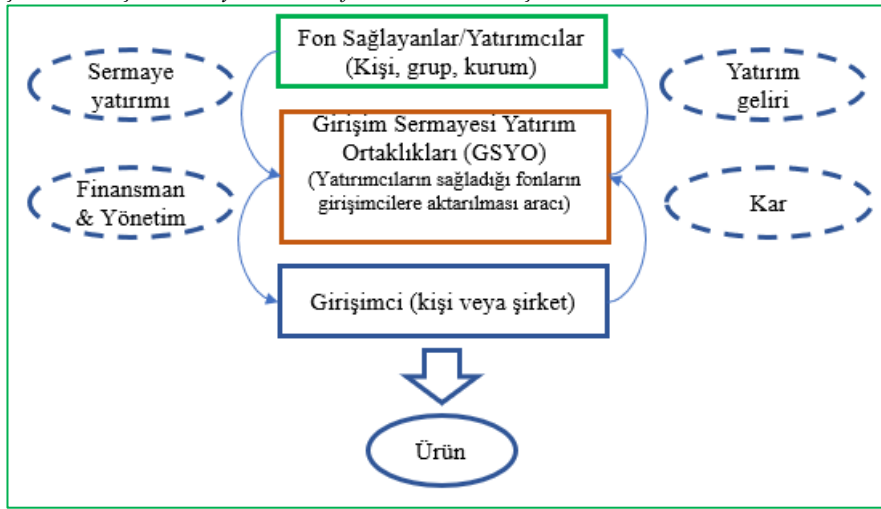 Fon Sağlayanlar/Yatırımcılar
(Kişi, grup, kurum)
Sermaye
yatırımı
Yatırım
geliri
Girişim Sermayesi Yatırım
Ortaklıkları (GSYO)
(Yatırımcıların sağladığı fonların
girişimcilere aktarılması aracı)
Finansman
& Yönetim
Kar
Girişimci (kişi veya şirket)
Ürün